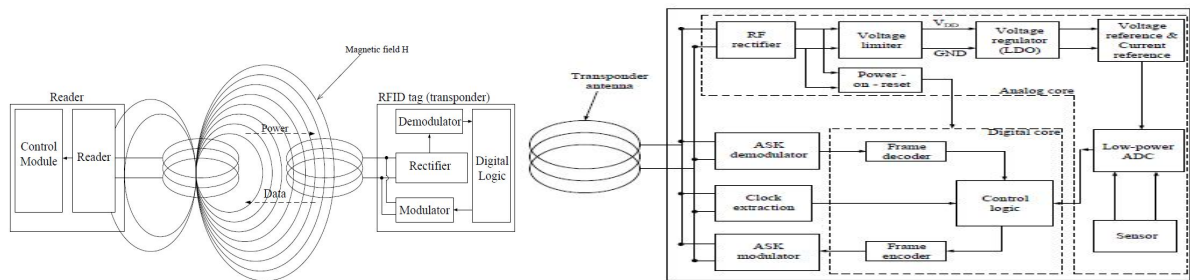 Magnetic field H
Reader
Control
Module
Reader
Power
Data
RFID tag (transponder)
Demodulator
Rectifier
Modulator
Digital
Logic
Transponder
antenna
RF
rectifier
Voltage
limiter
VDD
GND
Voltage
regulator
(LDO)
Voltage
reference &
Current
reference
Power -
on - reset
Analog core
Digital core
ASK
demodulator
Frame
decoder
Low-power
ADC
Clock
extraction
Control
logic
ASK
modulator
Frame
encoder
Sensor